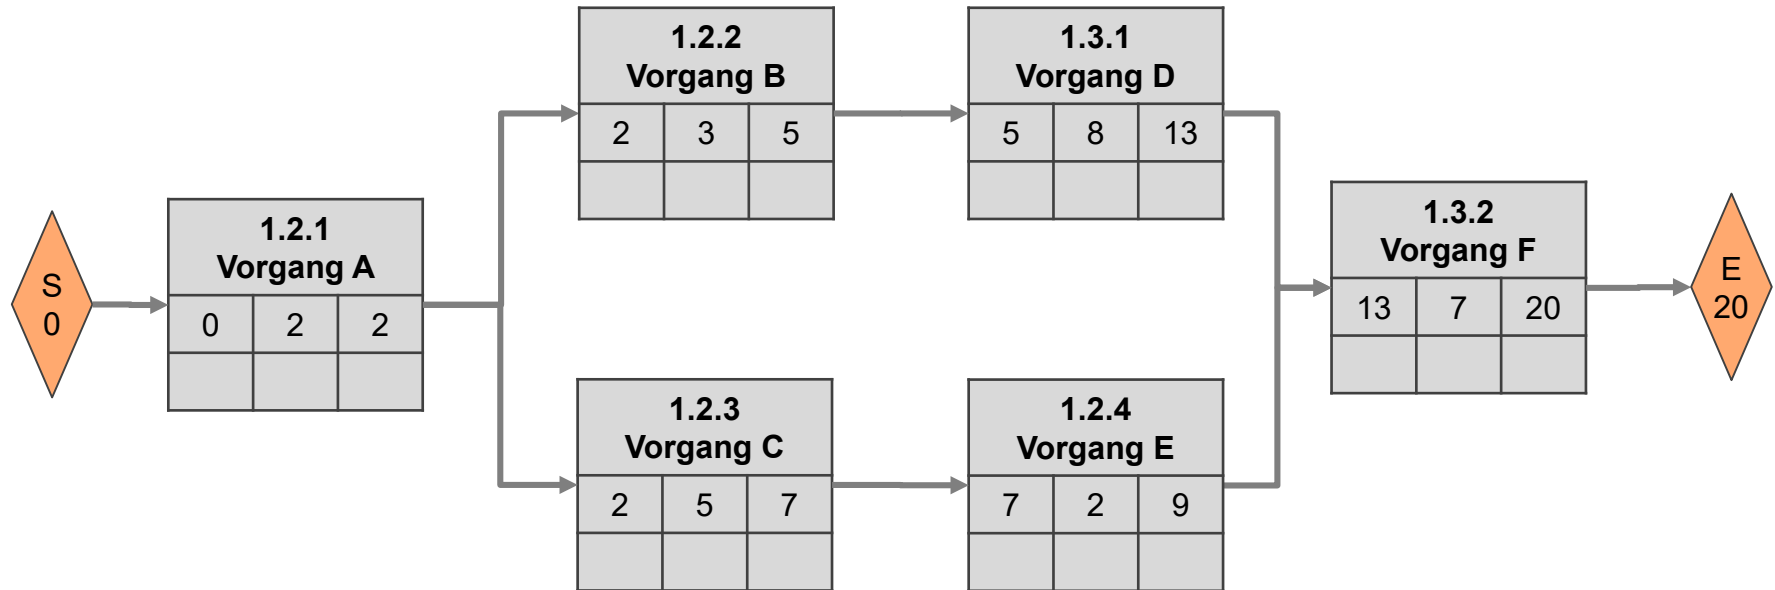 S
0
1.2.1
Vorgang A
0 2 2
1.2.2
Vorgang B
2 3 5
1.3.1
Vorgang D
5 8 13
1.2.3
Vorgang C
2 5 7
1.2.4
Vorgang E
7 2 9
1.3.2
Vorgang F
13 7 20
E
20